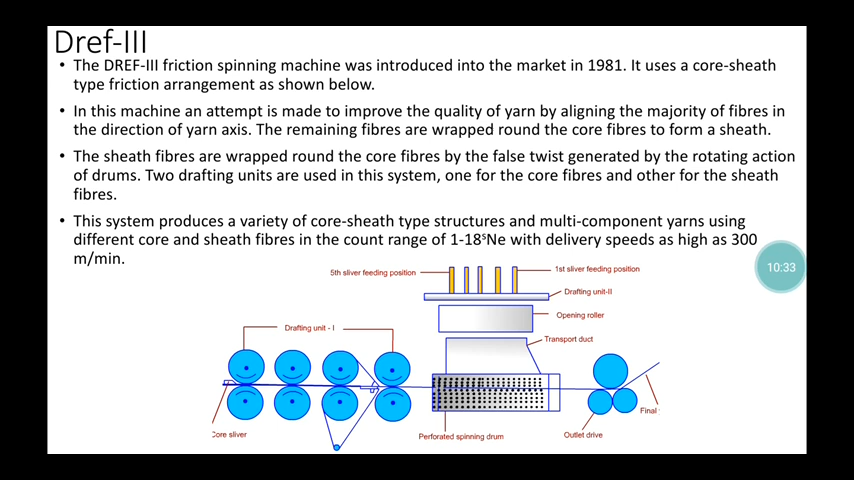 Dref-III
• The DREF-III friction spinning machine was introduced into the market in 1981. It uses a core-sheath
type friction arrangement as shown below.
• In this machine an attempt is made to improve the quality of yarn by aligning the majority of fibres in
the direction of yarn axis. The remaining fibres are wrapped round the core fibres to form a sheath.
• The sheath fibres are wrapped round the core fibres by the false twist generated by the rotating action
of drums. Two drafting units are used in this system, one for the core fibres and other for the sheath
fibres.
• This system produces a variety of core-sheath type structures and multi-component yarns using
different core and sheath fibres in the count range of 1-18ˢNe with delivery speeds as high as 300
m/min.
10:33
5th sliver feeding position
1st sliver feeding position
Drafting unit-II
Opening roller
Drafting unit - I
Transport duct
Final
Core sliver
Perforated spinning drum
Outlet drive